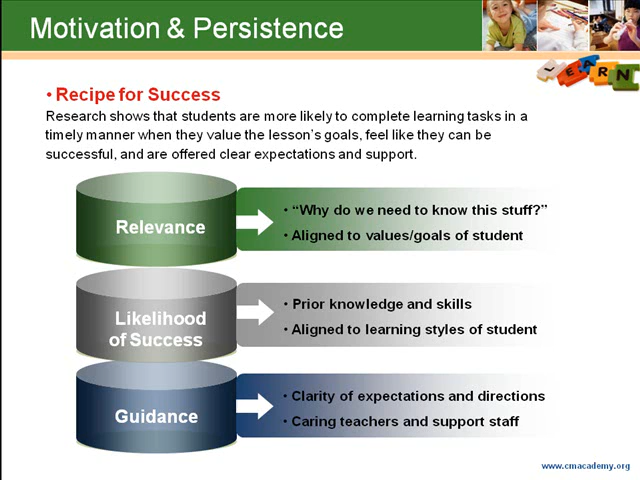 Motivation & Persistence
LEARN
• Recipe for Success
Research shows that students are more likely to complete learning tasks in a
timely manner when they value the lesson's goals, feel like they can be
successful, and are offered clear expectations and support.
Relevance
• “Why do we need to know this stuff?”
• Aligned to values/goals of student
Likelihood
of Success
• Prior knowledge and skills
• Aligned to learning styles of student
Guidance
• Clarity of expectations and directions
• Caring teachers and support staff
www.cmacademy.org